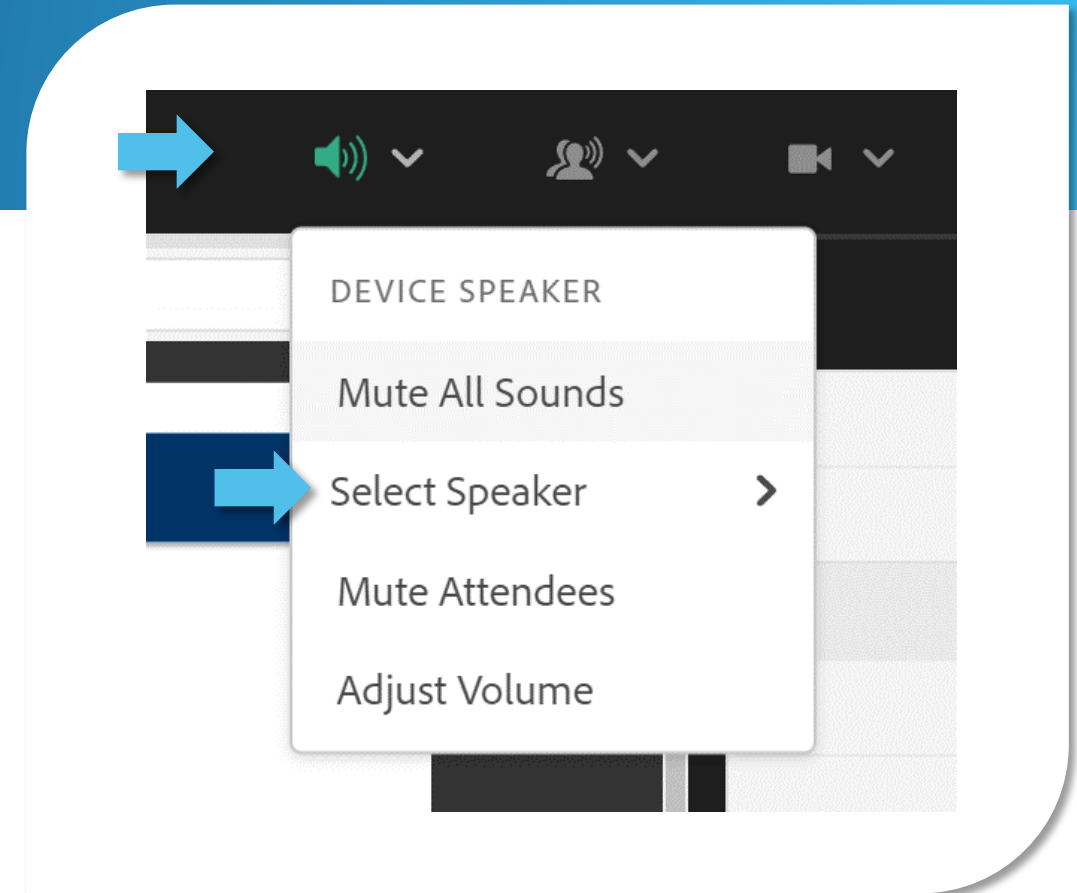 DEVICE SPEAKER
Mute All Sounds
Select Speaker
Mute Attendees
Adjust Volume